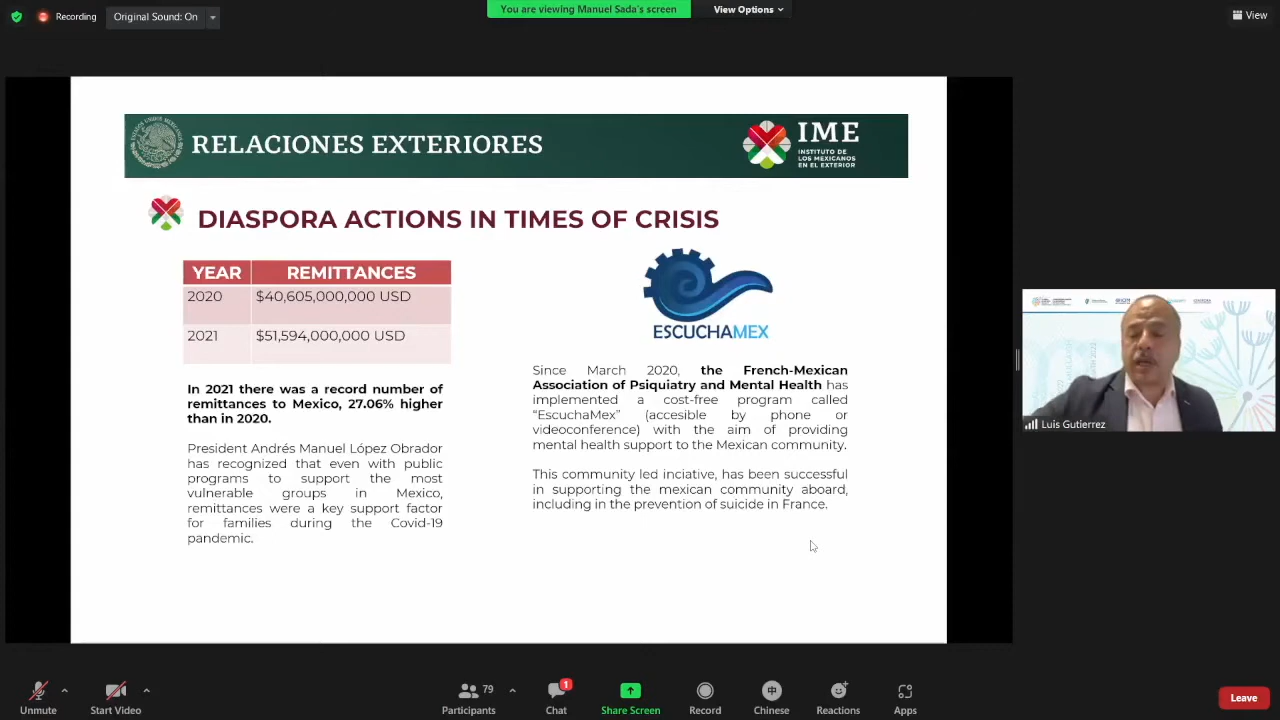 Recording
Original Sound: On
You are viewing Manuel Sada's screen
View Options
View
RELACIONES EXTERIORES
IME
INSTITUTO DE
LOS MEXICANOS
EN EL EXTERIOR
DIASPORA ACTIONS IN TIMES OF CRISIS
YEAR REMITTANCES
2020 $40,605,000,000 USD
2021 $51,594,000,000 USD
In 2021 there was a record number of
remittances to Mexico, 27.06% higher
than in 2020.
President Andrés Manuel López Obrador
has recognized that even with public
programs to support the most
vulnerable groups in Mexico,
remittances were a key support factor
for families during the Covid-19
pandemic.
ESCUCHAMEX
Since March 2020, the French-Mexican
Association of Psiquiatry and Mental Health has
implemented a cost-free program called
“EscuchaMex” (accesible by phone or
videoconference) with the aim of providing
mental health support to the Mexican community.
This community led inciative, has been successful
in supporting the mexican community aboard,
including in the prevention of suicide in France.
Luis Gutierrez
Unmute
Start Video
79
Participants
1
Chat
Share Screen
Record
中
Chinese
Reactions
Apps
Leave